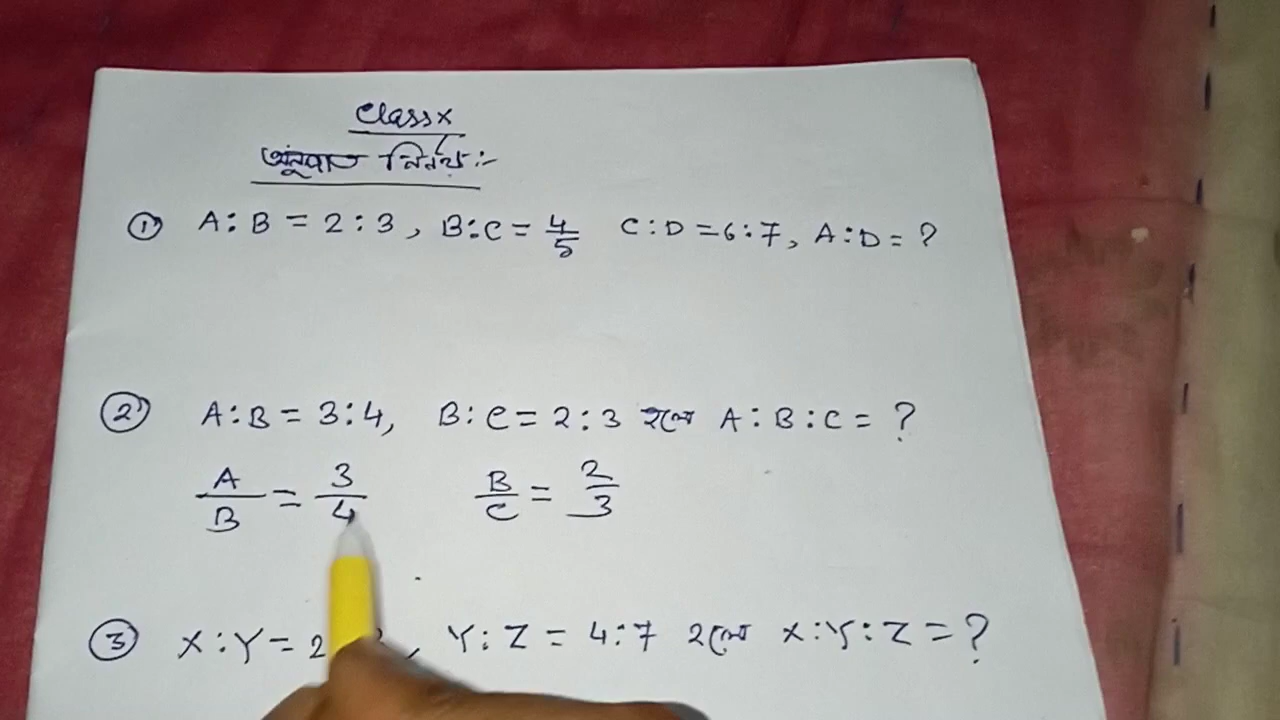 Class X
অনুপাত নির্ণয় :-
① A : B = 2 : 3 , B : C = 4/5 C : D = 6 : 7 , A : D = ?
② A : B = 3 : 4, B : C = 2 : 3 হলে A : B : C = ?
A/B = 3/4 B/C = 2/3
③ X : Y = 2 , Y : Z = 4 : 7 হলে X : Y : Z = ?